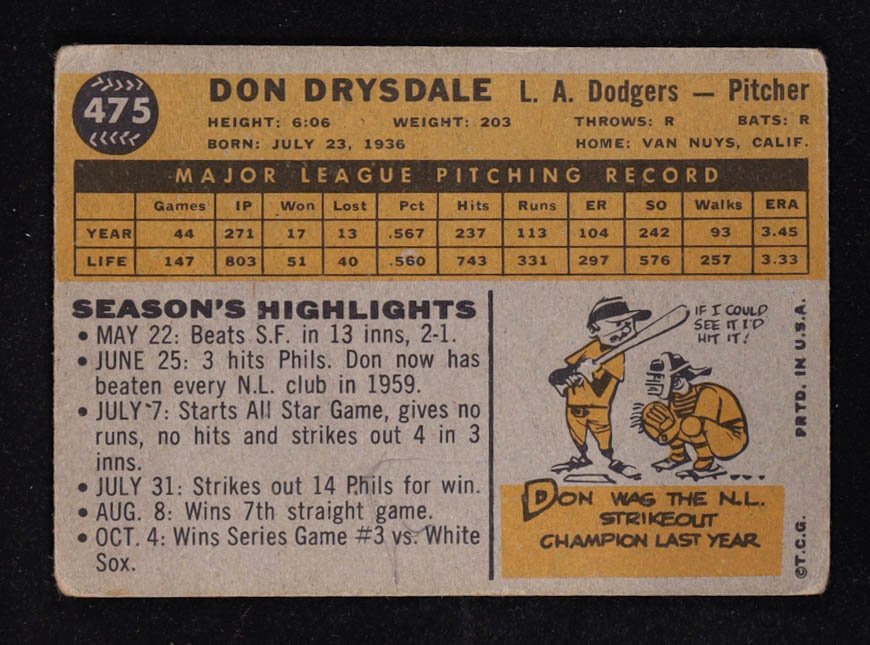 475
DON DRYSDALE L. A. Dodgers — Pitcher
HEIGHT: 6:06 WEIGHT: 203 THROWS: R BATS: R
BORN: JULY 23, 1936 HOME: VAN NUYS, CALIF.
MAJOR LEAGUE PITCHING RECORD
Games IP Won Lost Pct Hits Runs ER SO Walks ERA
YEAR 44 271 17 13 .567 237 113 104 242 93 3.45
LIFE 147 803 51 40 .560 743 331 297 576 257 3.33
SEASON'S HIGHLIGHTS
• MAY 22: Beats S.F. in 13 inns, 2-1.
• JUNE 25: 3 hits Phils. Don now has
beaten every N.L. club in 1959.
• JULY 7: Starts All Star Game, gives no
runs, no hits and strikes out 4 in 3
inns.
• JULY 31: Strikes out 14 Phils for win.
• AUG. 8: Wins 7th straight game.
• OCT. 4: Wins Series Game #3 vs. White
Sox.
IF I COULD
SEE IT I'D
HIT IT!
DON WAS THE N.L.
STRIKEOUT
CHAMPION LAST YEAR
©T.C.G. PRTD. IN U.S.A.